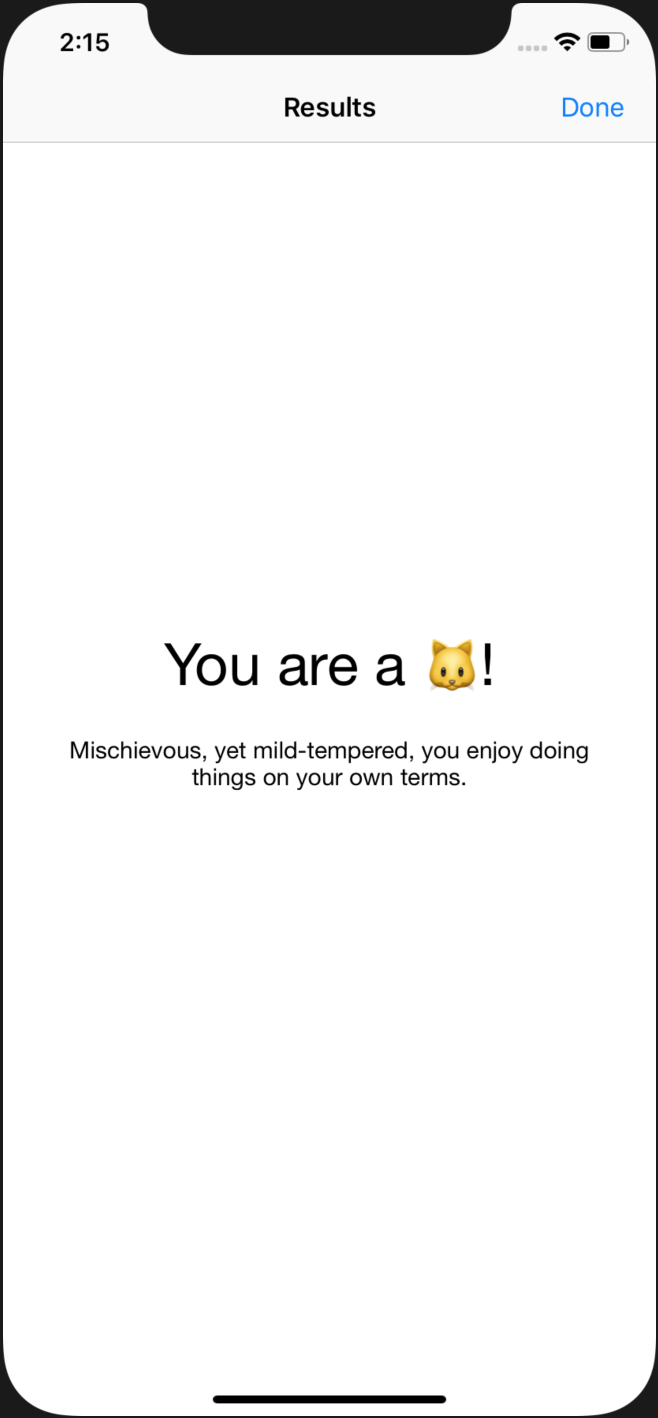 2:15
Results
Done
You are a 🐱!
Mischievous, yet mild-tempered, you enjoy doing
things on your own terms.